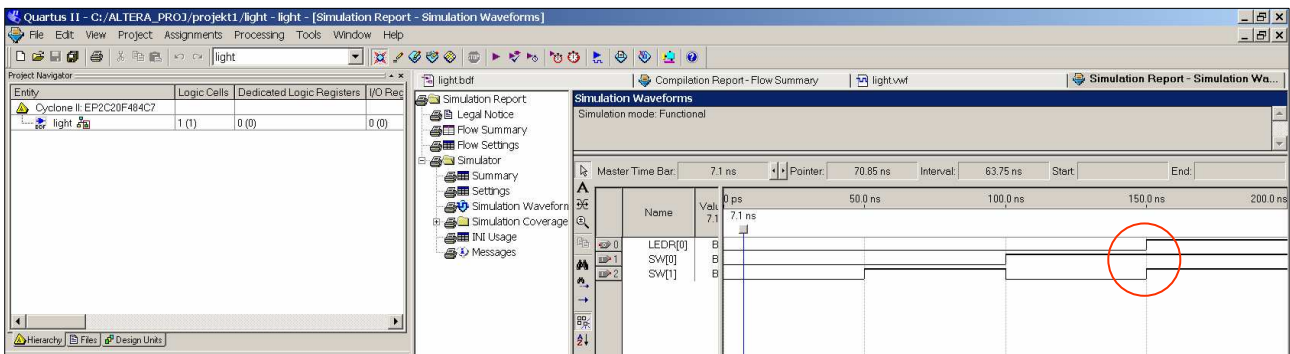 Quartus II - C:/ALTERA_PROJ/projekt1/light - light - [Simulation Report - Simulation Waveforms]
File Edit View Project Assignments Processing Tools Window Help
light
Project Navigator
Entity Logic Cells Dedicated Logic Registers I/O Reg
Cyclone II: EP2C20F484C7
light 1 (1) 0 (0) 0 (0)
Hierarchy Files Design Units
light.bdf Compilation Report - Flow Summary light.vwf Simulation Report - Simulation Wa...
Simulation Report
Legal Notice
Flow Summary
Flow Settings
Simulator
Summary
Settings
Simulation Waveform
Simulation Coverage
INI Usage
Messages
Simulation Waveforms
Simulation mode: Functional
Master Time Bar: 7.1 ns Pointer: 70.85 ns Interval: 63.75 ns Start: End:
Name Valu 7.1
0 ps 50.0 ns 100.0 ns 150.0 ns 200.0 ns
7.1 ns
0 LEDR[0] B
1 SW[0] B
2 SW[1] B